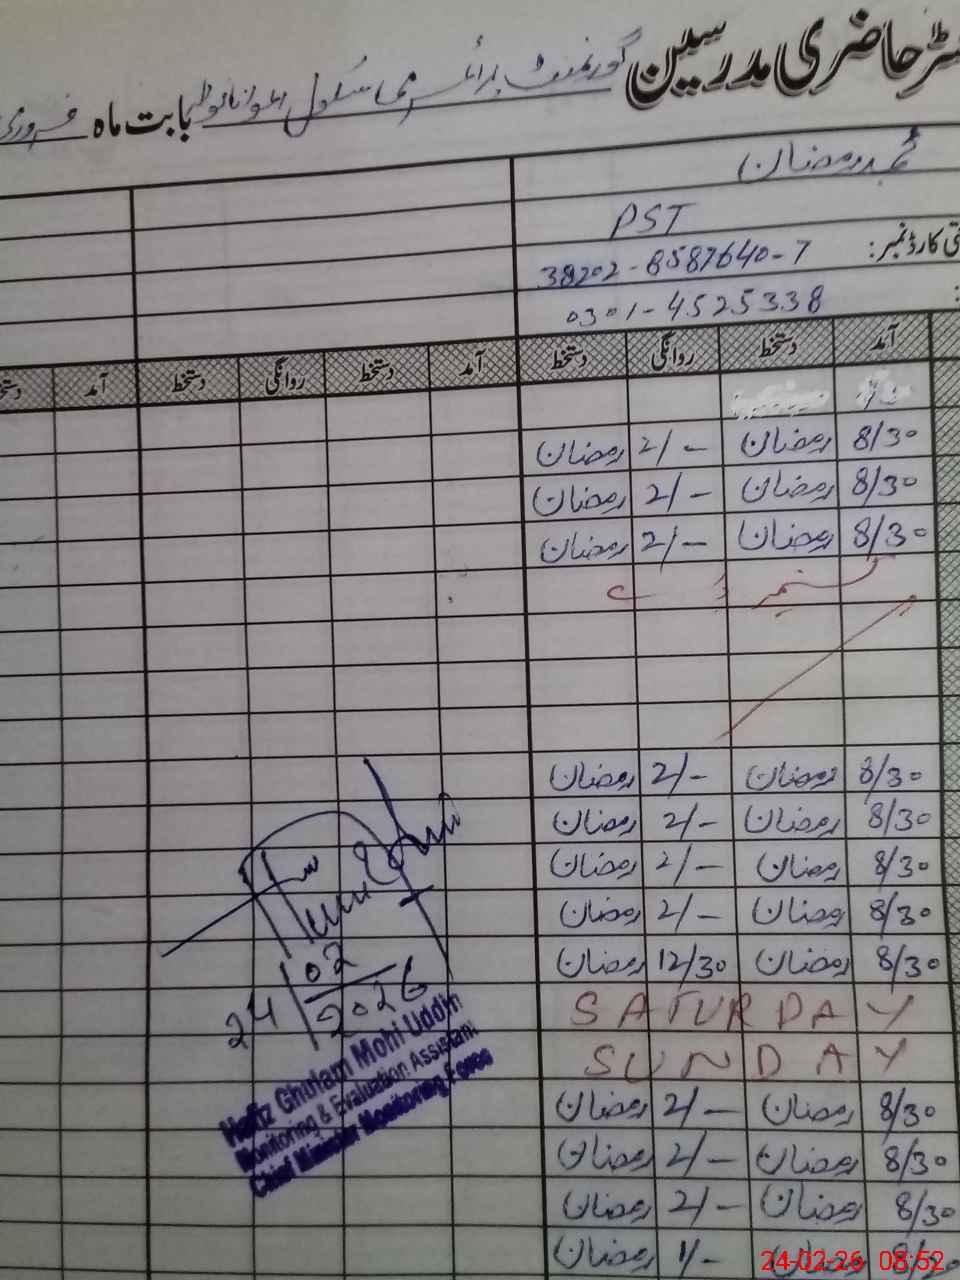 رجسٹر حاضری مدرسین گورنمنٹ پرائمری سکول بابت ماہ فروری
محمد رمضان
PST
شناختی کارڈ نمبر: 38202-8587640-7
0301-4525338
آمد دستخط روانگی دستخط آمد دستخط روانگی دستخط آمد
8/30 رمضان 2/- رمضان
8/30 رمضان 2/- رمضان
8/30 رمضان 2/- رمضان
8/30 رمضان 2/- رمضان
8/30 رمضان 2/- رمضان
8/30 رمضان 2/- رمضان
8/30 رمضان 2/- رمضان
8/30 رمضان 12/30 رمضان
SATURDAY
SUNDAY
8/30 رمضان 2/- رمضان
8/30 رمضان 2/- رمضان
8/30 رمضان 2/- رمضان
8/30 رمضان 1/- رمضان
24/02/2026
Hafiz Ghulam Mohi Uddin
Monitoring & Evaluation Assistant
Chief Minister Monitoring Force
24-02-26 08:52